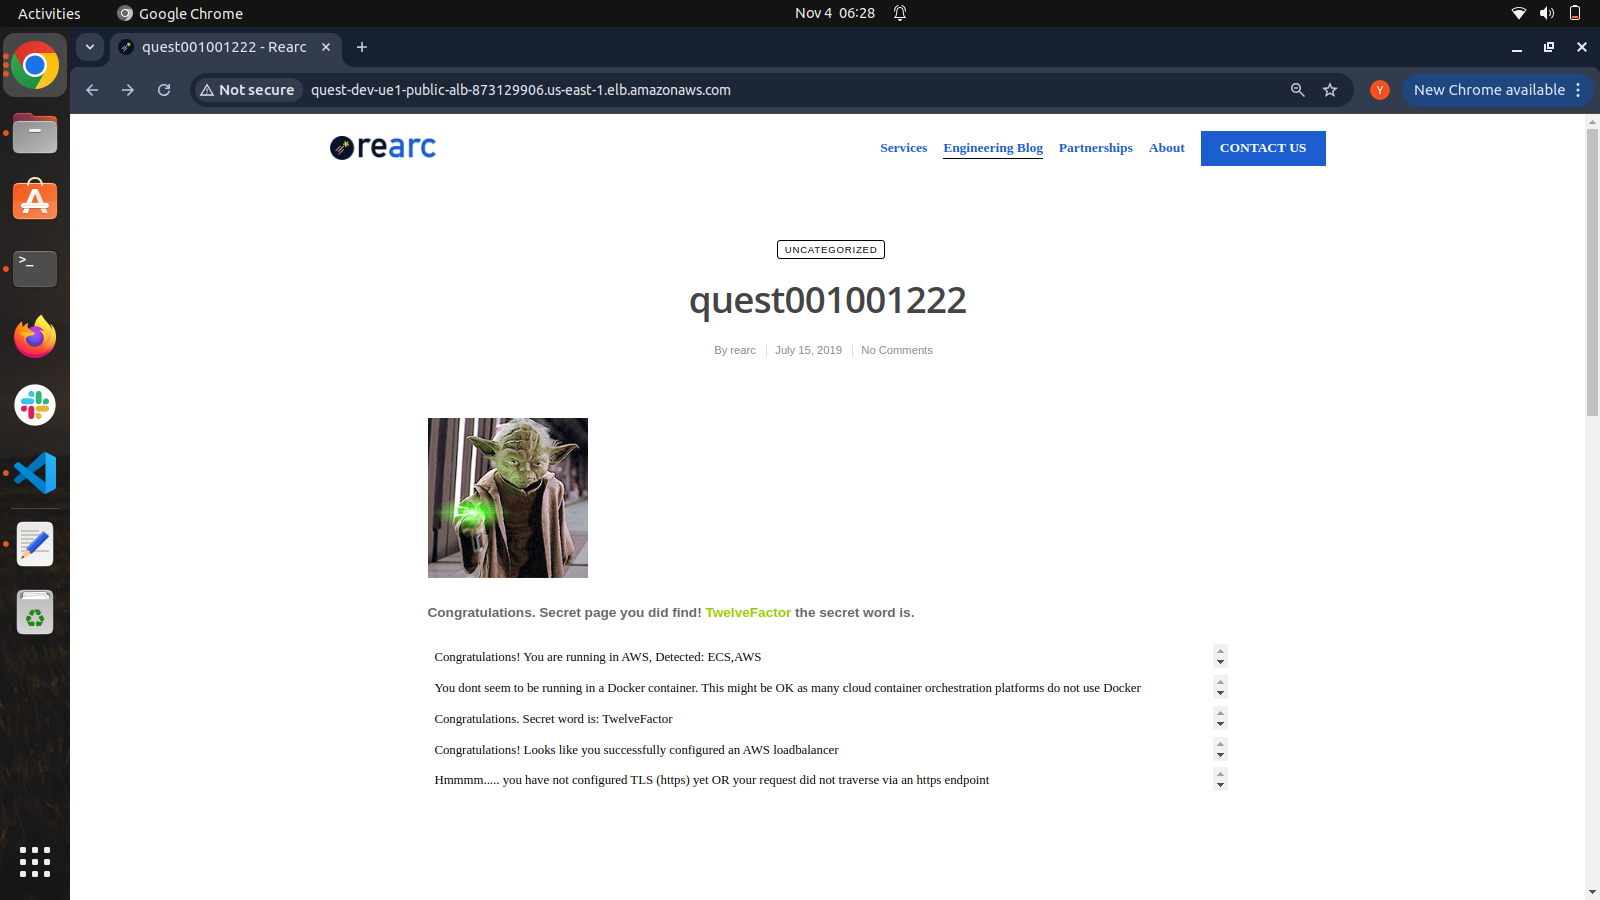 Activities
Google Chrome
Nov 4 06:28
quest001001222 - Rearc
Not secure
quest-dev-ue1-public-alb-873129906.us-east-1.elb.amazonaws.com
Y
New Chrome available
rearc
Services
Engineering Blog
Partnerships
About
CONTACT US
UNCATEGORIZED
quest001001222
By rearc
July 15, 2019
No Comments
Congratulations. Secret page you did find! TwelveFactor the secret word is.
Congratulations! You are running in AWS, Detected: ECS,AWS
You dont seem to be running in a Docker container. This might be OK as many cloud container orchestration platforms do not use Docker
Congratulations. Secret word is: TwelveFactor
Congratulations! Looks like you successfully configured an AWS loadbalancer
Hmmmm..... you have not configured TLS (https) yet OR your request did not traverse via an https endpoint